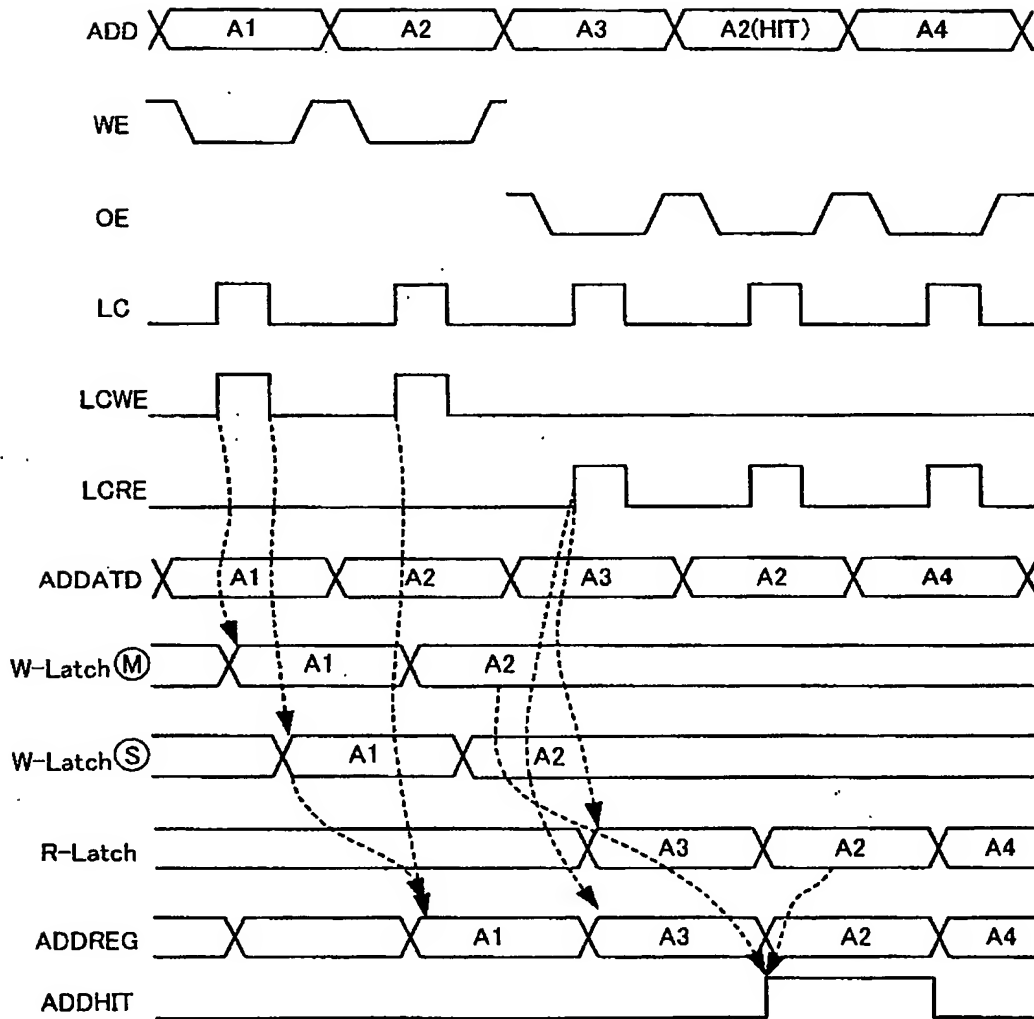 ADD A1 A2 A3 A2(HIT) A4
WE
OE
LC
LCWE
LCRE
ADDATD A1 A2 A3 A2 A4
W-Latch Ⓜ A1 A2
W-Latch Ⓢ A1 A2
R-Latch A3 A2 A4
ADDREG A1 A3 A2 A4
ADDHIT